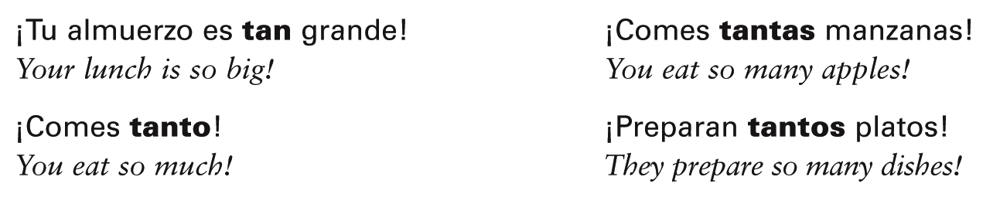 ¡Tu almuerzo es tan grande!
Your lunch is so big!
¡Comes tanto!
You eat so much!
¡Comes tantas manzanas!
You eat so many apples!
¡Preparan tantos platos!
They prepare so many dishes!